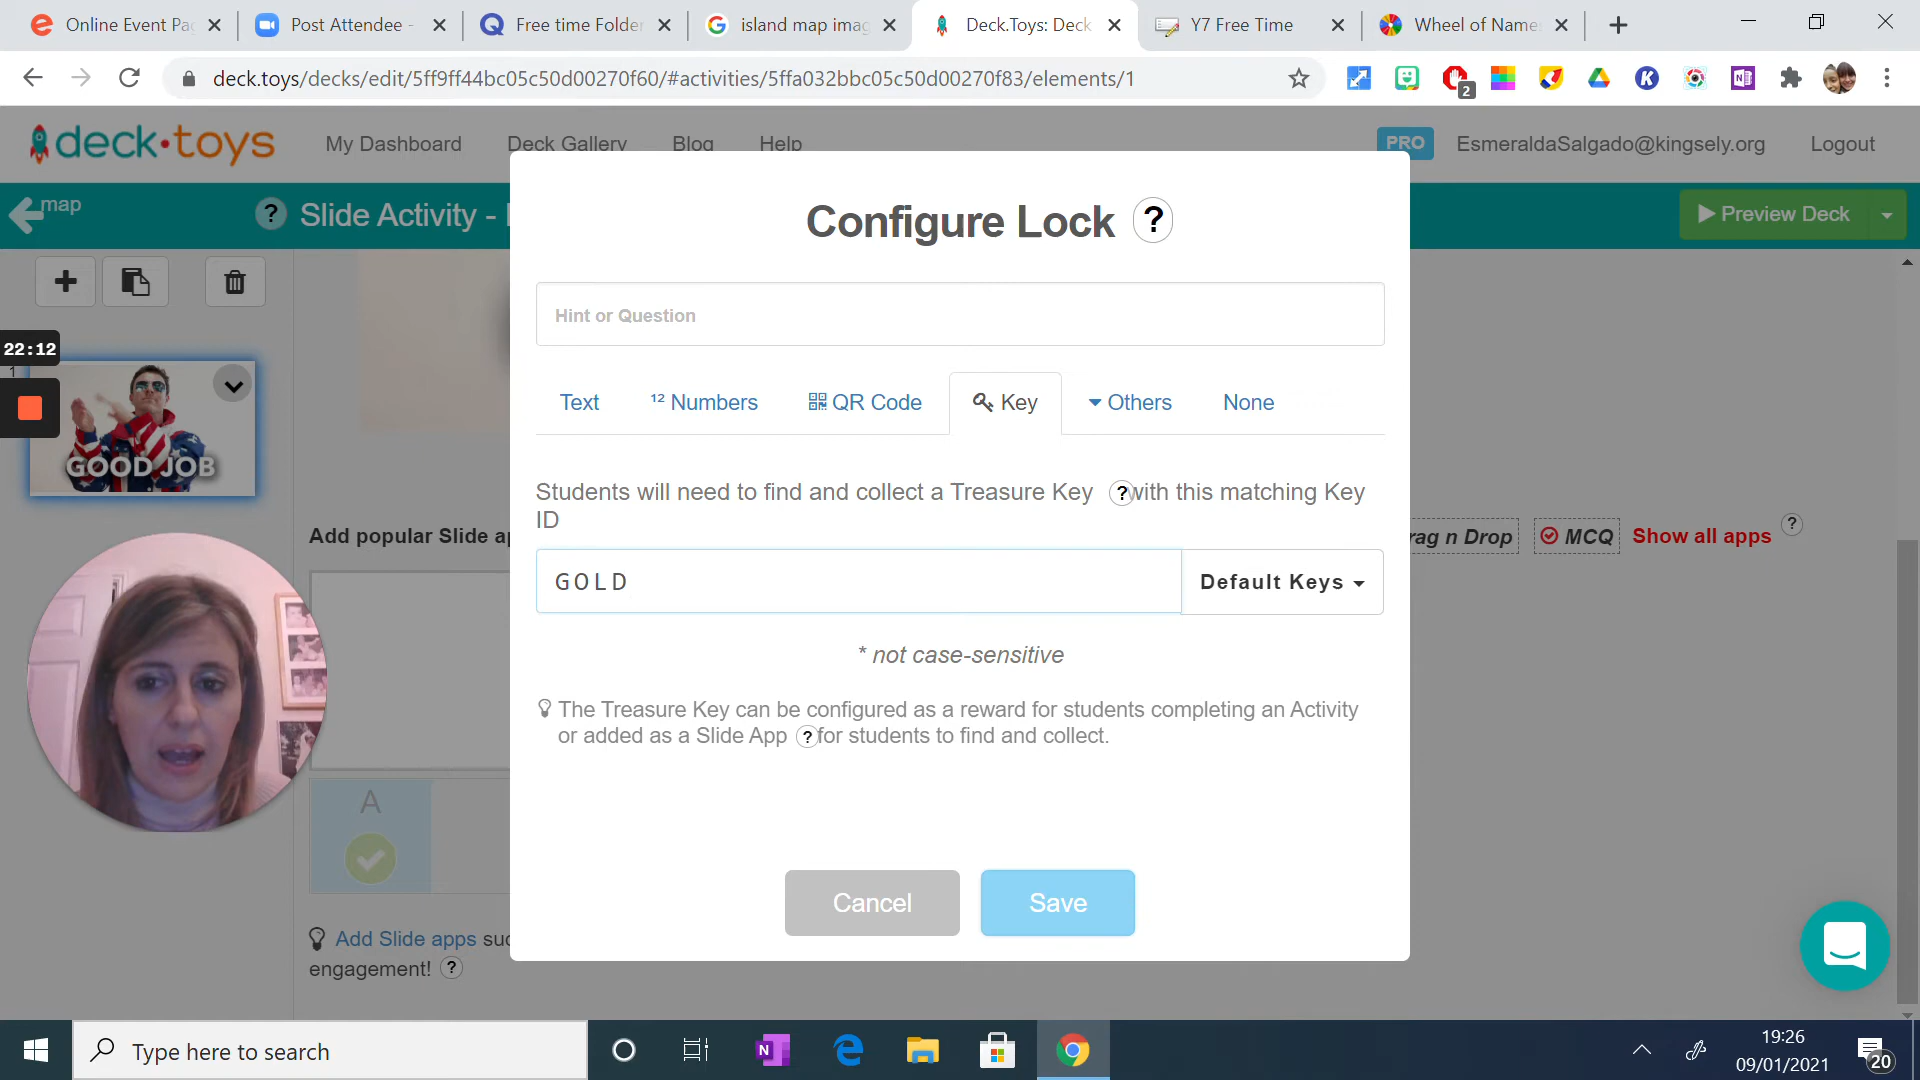 Online Event Pa
Post Attendee -
Free time Folde
island map imag
Deck.Toys: Deck
Y7 Free Time
Wheel of Name
deck.toys/decks/edit/5ff9ff44bc05c50d00270f60/#activities/5ffa032bbc05c50d00270f83/elements/1
2
deck•toys
My Dashboard
Deck Gallery
Blog
Help
PRO
EsmeraldaSalgado@kingsely.org
Logout
map
? Slide Activity -
Preview Deck
22:12
1
GOOD JOB
Configure Lock ?
Hint or Question
Text
12 Numbers
QR Code
Key
Others
None
Students will need to find and collect a Treasure Key ? with this matching Key
ID
GOLD
Default Keys
* not case-sensitive
The Treasure Key can be configured as a reward for students completing an Activity
or added as a Slide App ? for students to find and collect.
Cancel
Save
Add popular Slide a
rag n Drop
MCQ
Show all apps ?
A
Add Slide apps suc
engagement! ?
Type here to search
19:26
09/01/2021
20